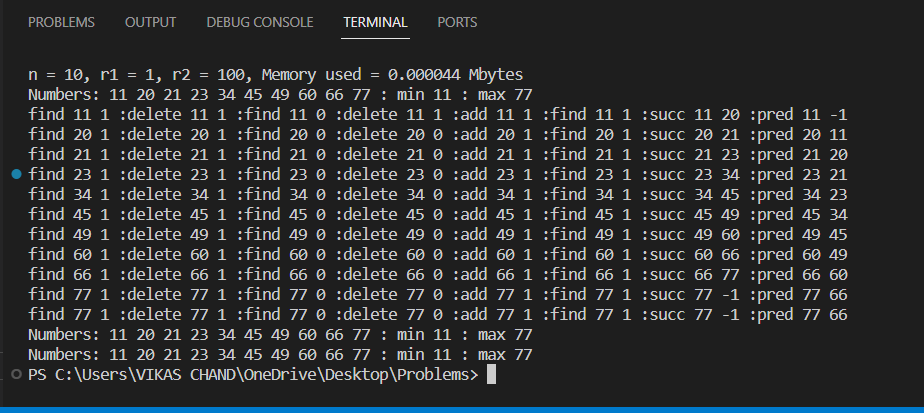 PROBLEMS OUTPUT DEBUG CONSOLE TERMINAL PORTS
n = 10, r1 = 1, r2 = 100, Memory used = 0.000044 Mbytes
Numbers: 11 20 21 23 34 45 49 60 66 77 : min 11 : max 77
find 11 1 :delete 11 1 :find 11 0 :delete 11 1 :add 11 1 :find 11 1 :succ 11 20 :pred 11 -1
find 20 1 :delete 20 1 :find 20 0 :delete 20 0 :add 20 1 :find 20 1 :succ 20 21 :pred 20 11
find 21 1 :delete 21 1 :find 21 0 :delete 21 0 :add 21 1 :find 21 1 :succ 21 23 :pred 21 20
find 23 1 :delete 23 1 :find 23 0 :delete 23 0 :add 23 1 :find 23 1 :succ 23 34 :pred 23 21
find 34 1 :delete 34 1 :find 34 0 :delete 34 0 :add 34 1 :find 34 1 :succ 34 45 :pred 34 23
find 45 1 :delete 45 1 :find 45 0 :delete 45 0 :add 45 1 :find 45 1 :succ 45 49 :pred 45 34
find 49 1 :delete 49 1 :find 49 0 :delete 49 0 :add 49 1 :find 49 1 :succ 49 60 :pred 49 45
find 60 1 :delete 60 1 :find 60 0 :delete 60 0 :add 60 1 :find 60 1 :succ 60 66 :pred 60 49
find 66 1 :delete 66 1 :find 66 0 :delete 66 0 :add 66 1 :find 66 1 :succ 66 77 :pred 66 60
find 77 1 :delete 77 1 :find 77 0 :delete 77 0 :add 77 1 :find 77 1 :succ 77 -1 :pred 77 66
find 77 1 :delete 77 1 :find 77 0 :delete 77 0 :add 77 1 :find 77 1 :succ 77 -1 :pred 77 66
Numbers: 11 20 21 23 34 45 49 60 66 77 : min 11 : max 77
Numbers: 11 20 21 23 34 45 49 60 66 77 : min 11 : max 77
PS C:\Users\VIKAS CHAND\OneDrive\Desktop\Problems>